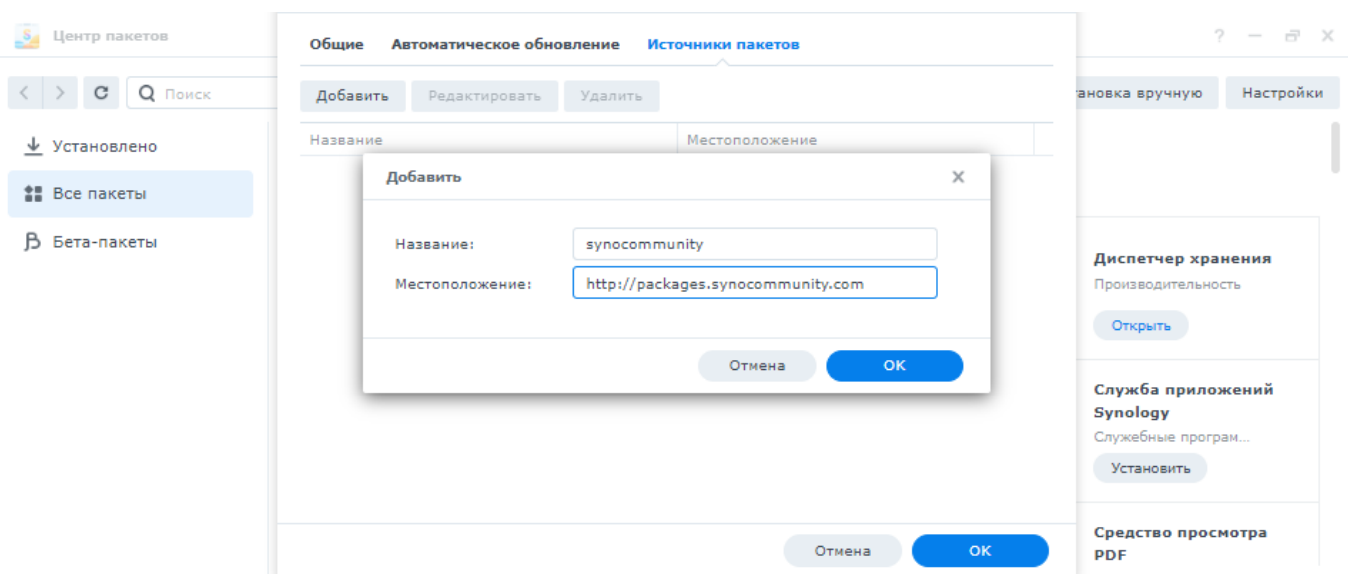 Центр пакетов
Общие Автоматическое обновление Источники пакетов
Поиск
Добавить Редактировать Удалить
ановка вручную Настройки
Название Местоположение
Установлено
Все пакеты
Бета-пакеты
Добавить
Название: synocommunity
Местоположение: http://packages.synocommunity.com
Отмена OK
Диспетчер хранения
Производительность
Открыть
Служба приложений
Synology
Служебные програм...
Установить
Средство просмотра
PDF
Отмена OK